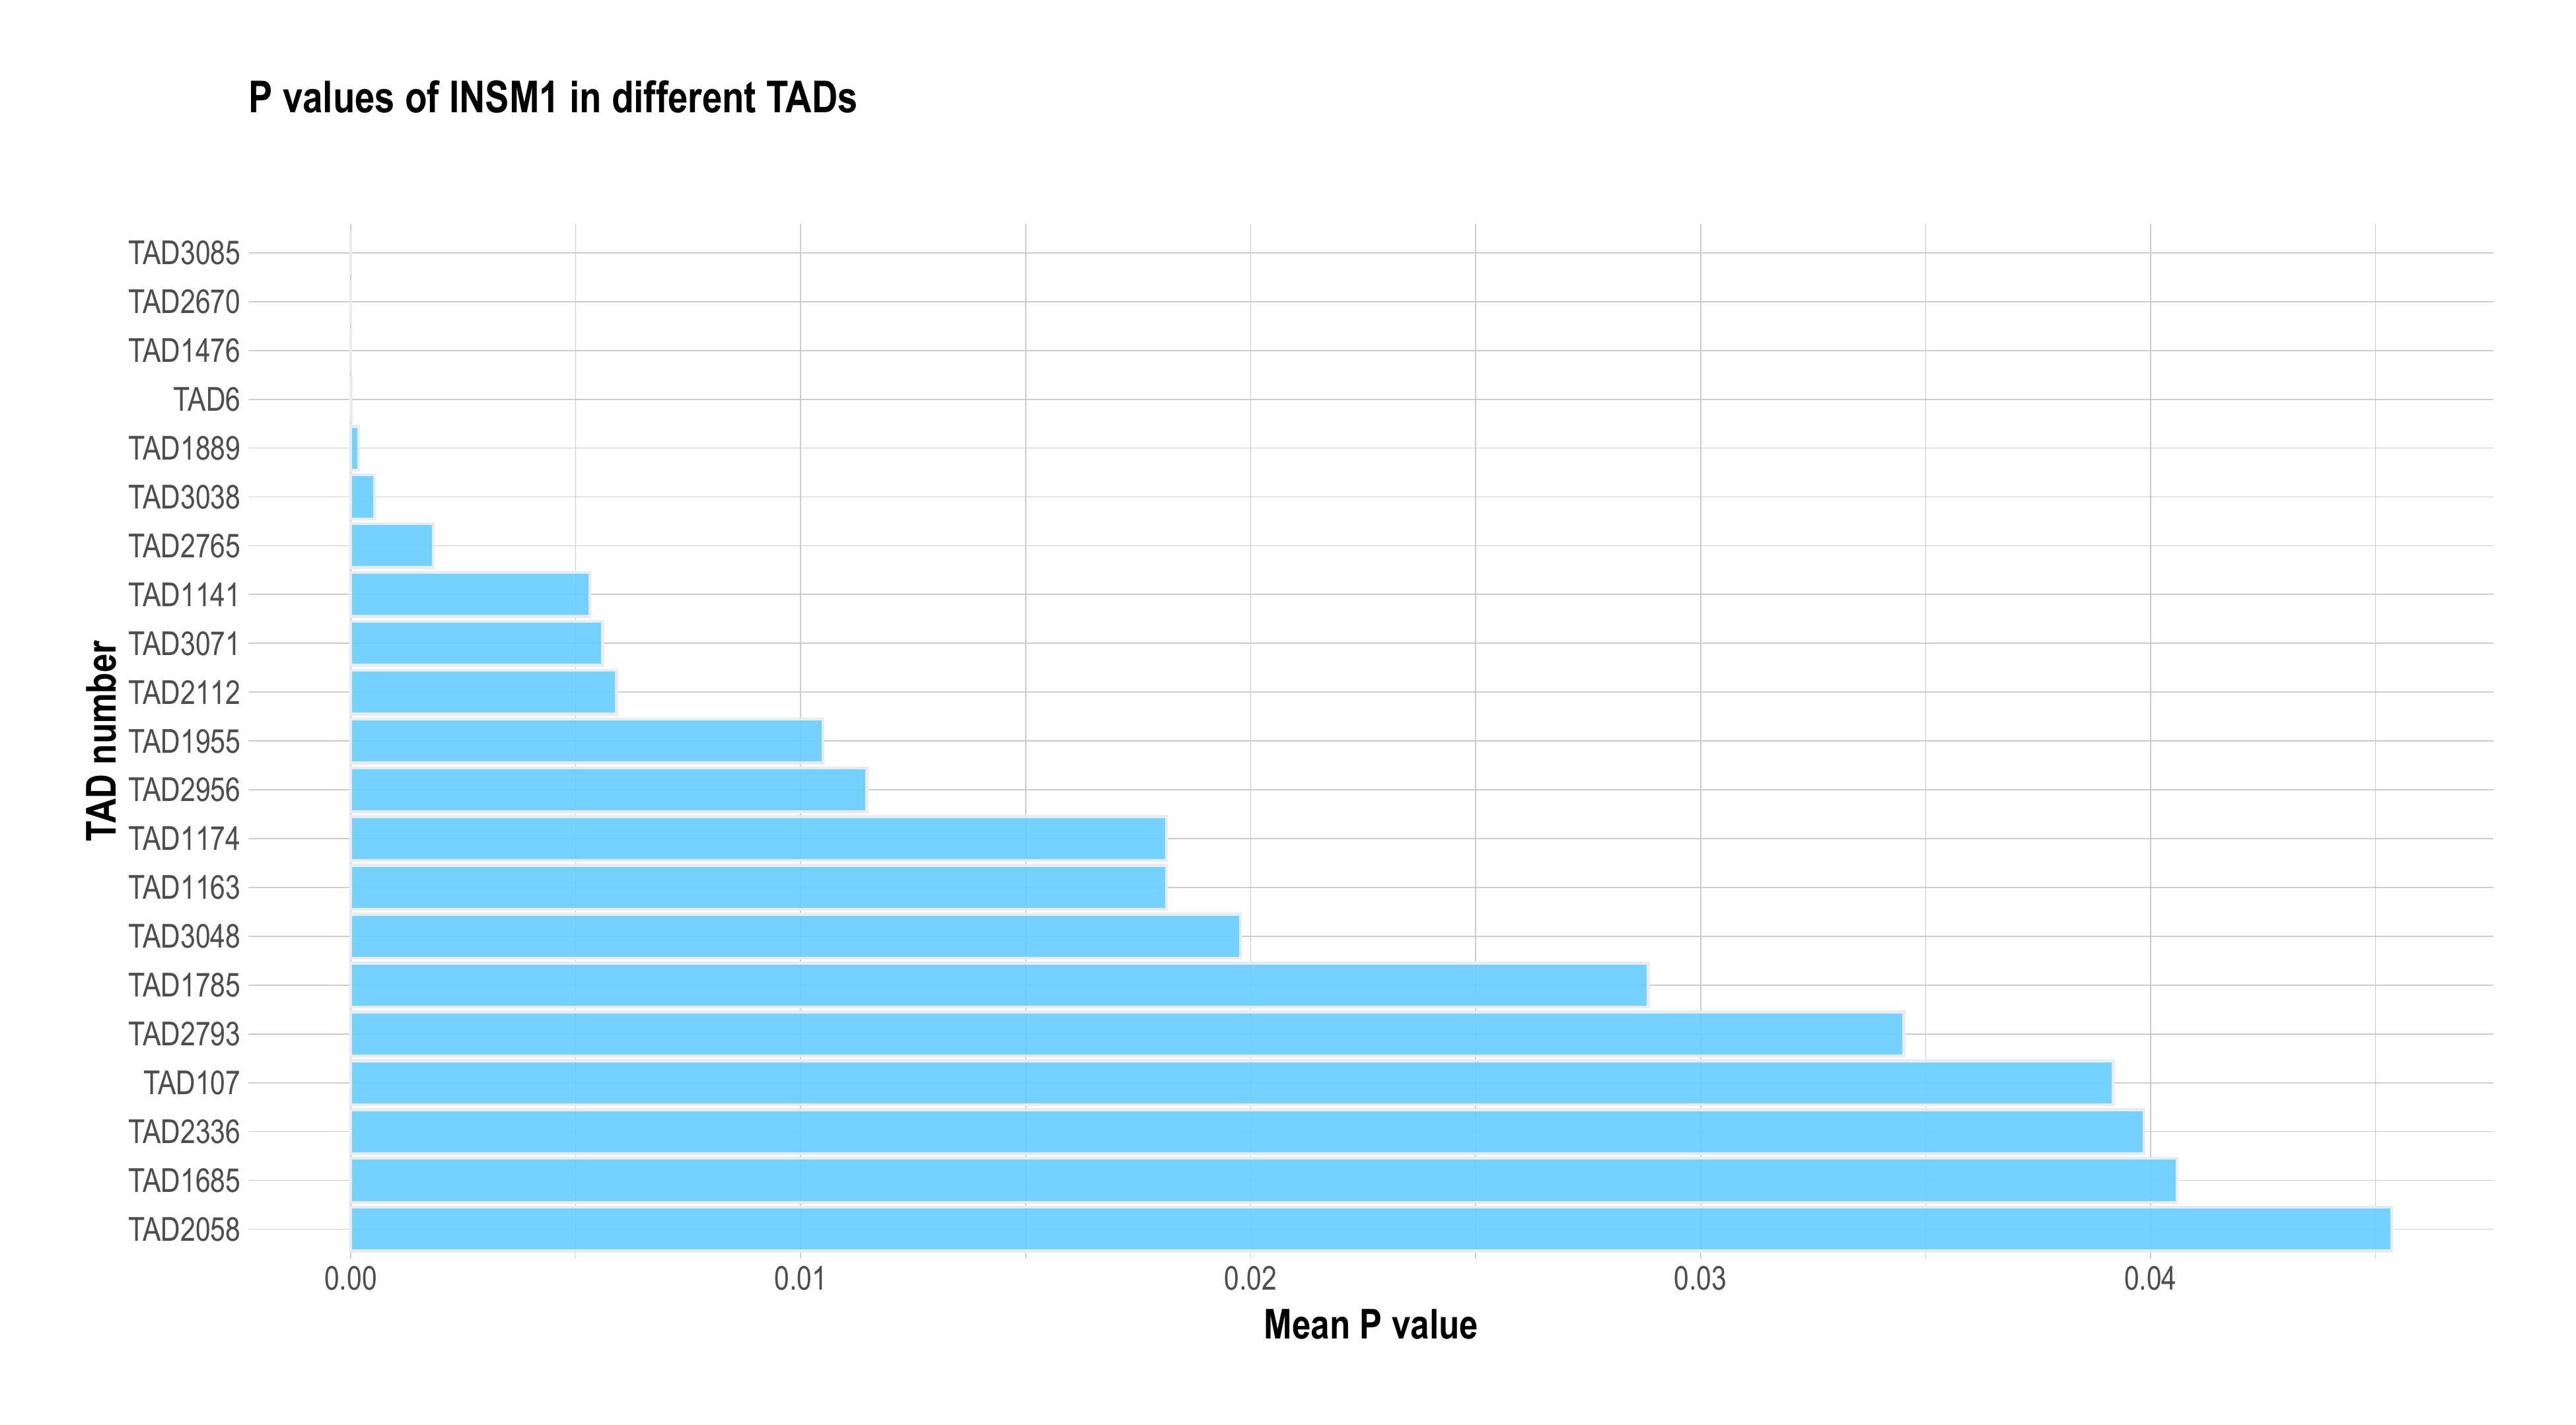 P values of INSM1 in different TADs
TAD number
TAD3085
TAD2670
TAD1476
TAD6
TAD1889
TAD3038
TAD2765
TAD1141
TAD3071
TAD2112
TAD1955
TAD2956
TAD1174
TAD1163
TAD3048
TAD1785
TAD2793
TAD107
TAD2336
TAD1685
TAD2058
0.00 0.01 0.02 0.03 0.04
Mean P value